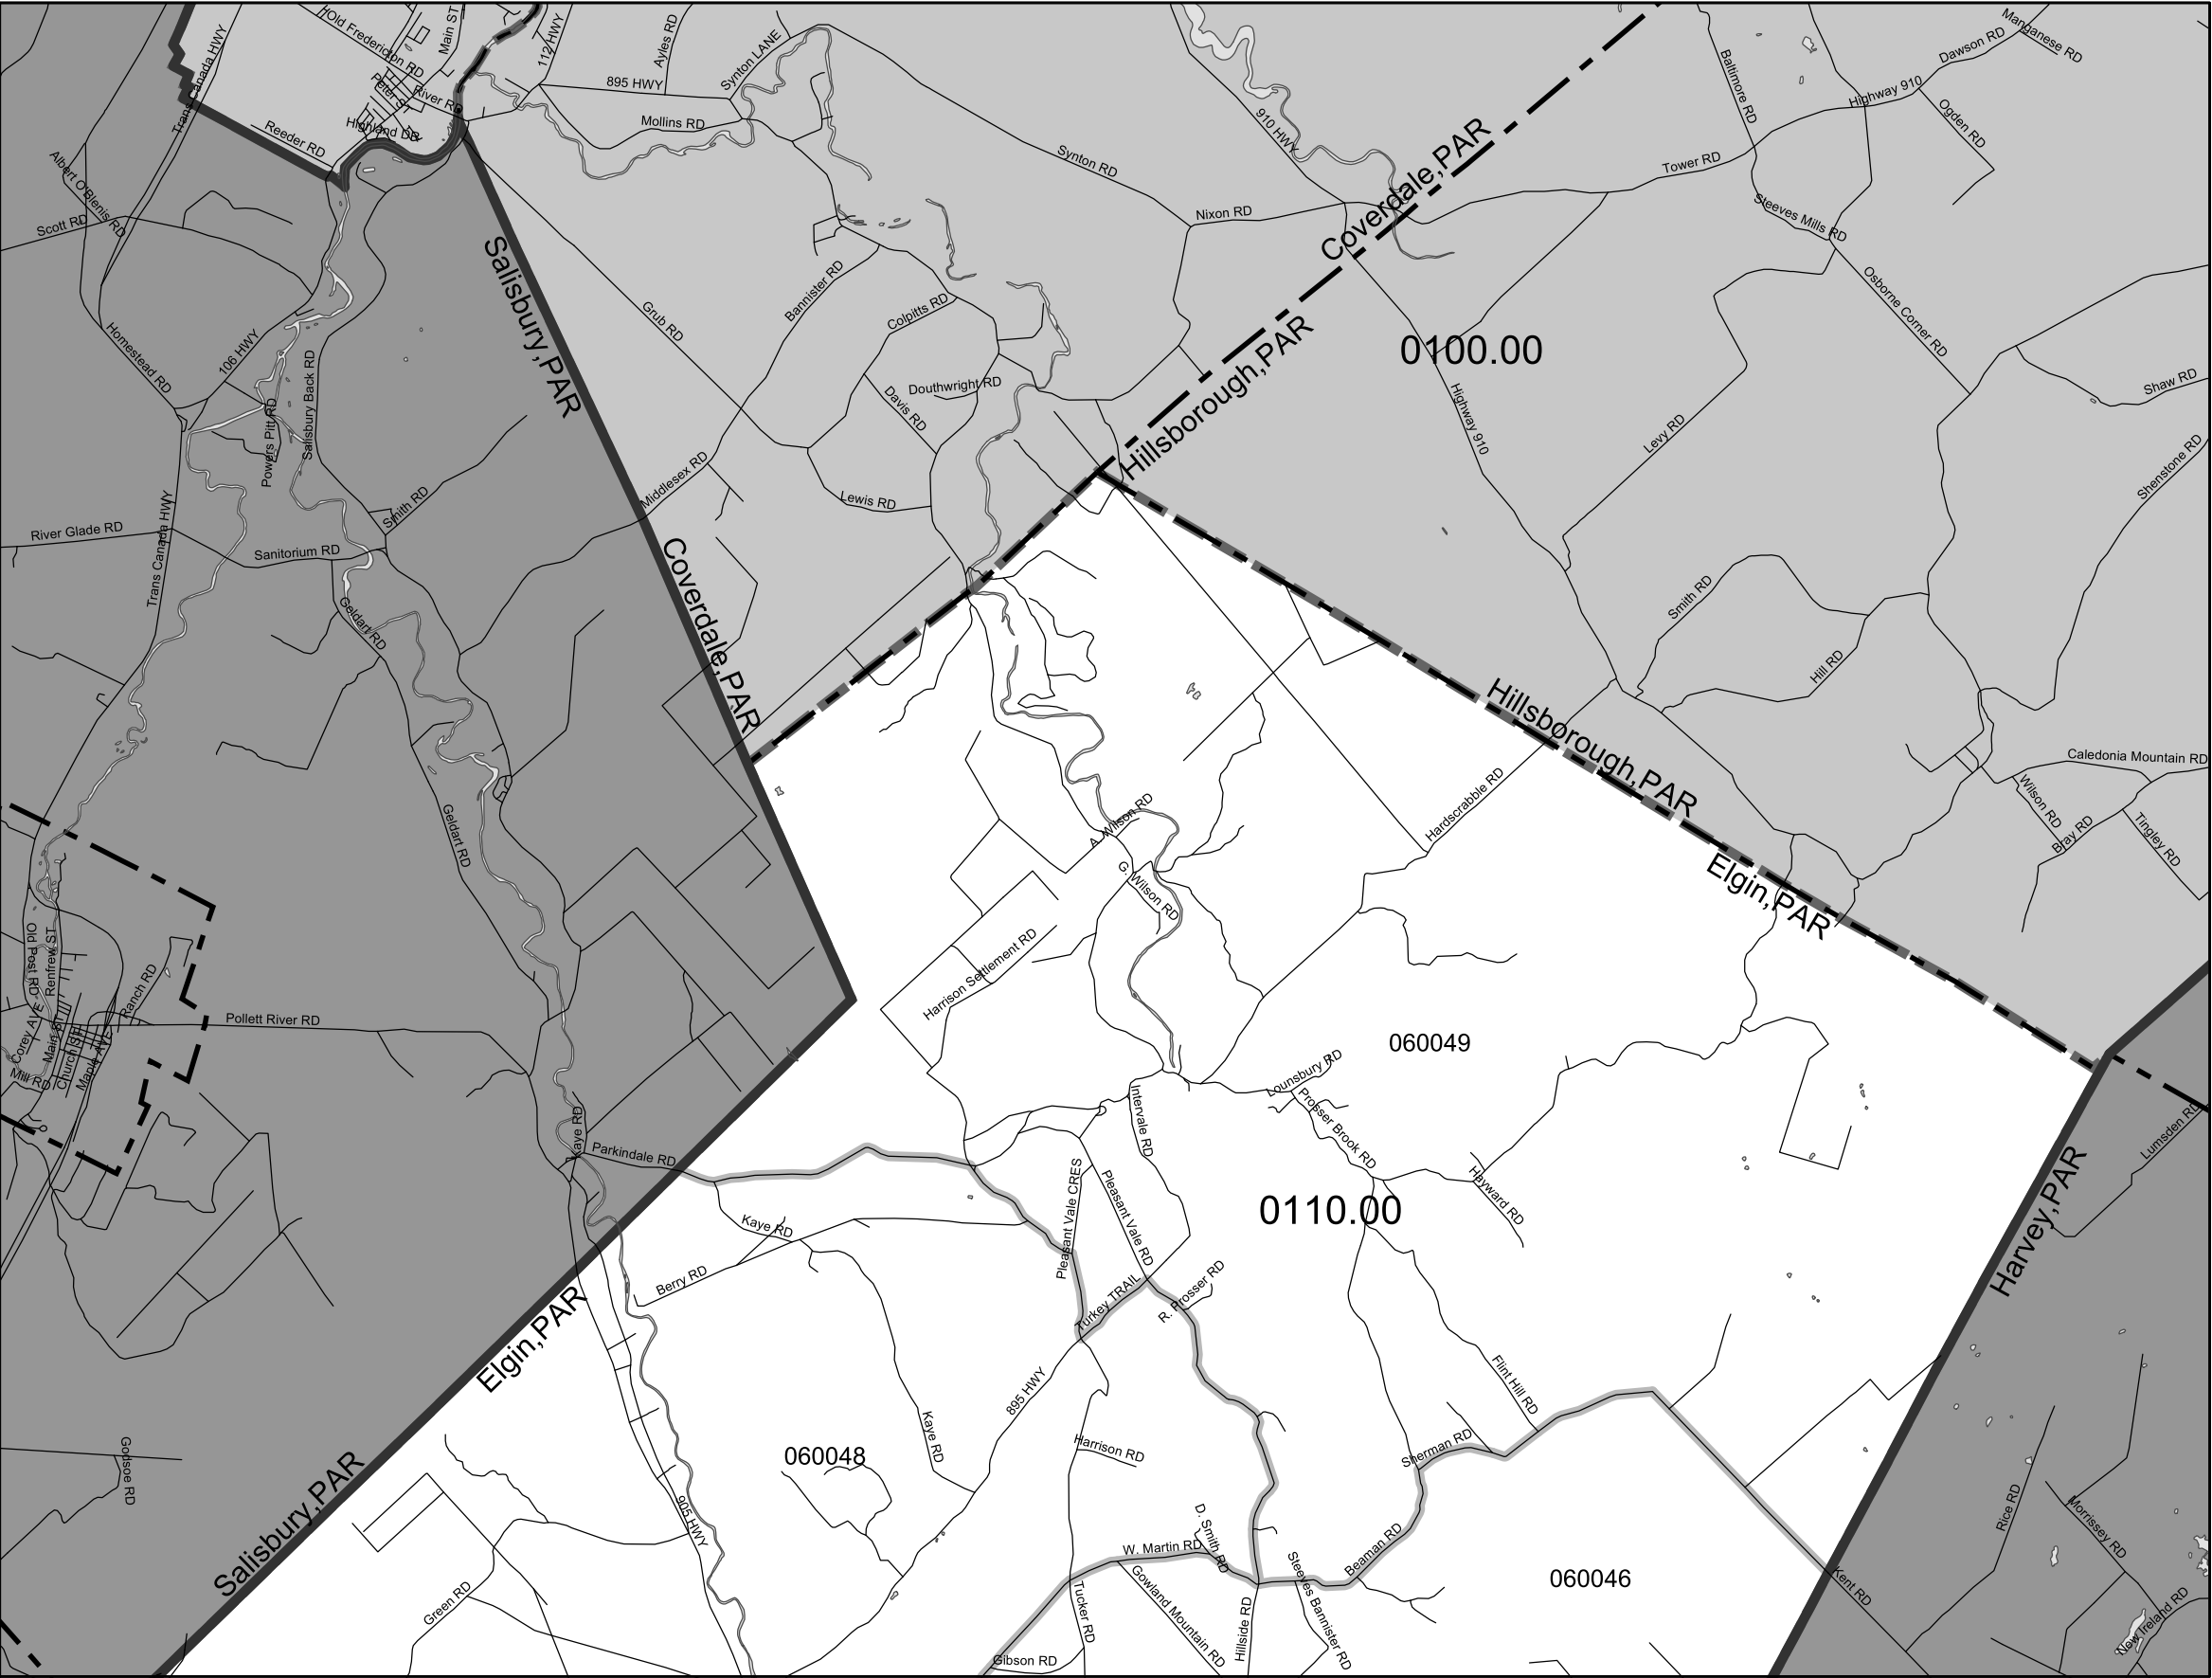 Old Fredericton RD
Main ST
112 HWY
Ayles RD
Synton LANE
Trans Canada HWY
Peter ST
River RD
895 HWY
Mollins RD
Reeder RD
Highland DR
Albert O'Blenis RD
Scott RD
Synton RD
910 HWY
Coverdale,PAR
Baltimore RD
Manganese RD
Dawson RD
Highway 910
Ogden RD
Tower RD
Nixon RD
Steeves Mills RD
Salisbury,PAR
Bannister RD
Colpitts RD
Grub RD
Homestead RD
106 HWY
Salisbury Back RD
Powers Pitt RD
Douthwright RD
Davis RD
Hillsborough,PAR
0100.00
Osborne Corner RD
Highway 910
Levy RD
Shaw RD
Shenstone RD
Middlesex RD
Lewis RD
Smith RD
River Glade RD
Sanitorium RD
Trans Canada HWY
Geldart RD
Coverdale,PAR
Smith RD
Hill RD
Hillsborough,PAR
Caledonia Mountain RD
Wilson RD
Bray RD
Tingley RD
Hardscrabble RD
A. Wilson RD
G. Wilson RD
Geldart RD
Elgin,PAR
Harrison Settlement RD
Old Post RD
Renfrew ST
Ranch RD
Pollett River RD
Corey AVE
Main ST
Church ST
Maple AVE
Mill RD
060049
Lounsbury RD
Prosser Brook RD
Intervale RD
Kaye RD
Parkindale RD
Pleasant Vale CRES
Pleasant Vale RD
Hayward RD
0110.00
Lumsden RD
Harvey,PAR
Kaye RD
Berry RD
Turkey TRAIL
R. Prosser RD
Elgin,PAR
895 HWY
Flint Hill RD
Kaye RD
Harrison RD
Sherman RD
060048
Godsoe RD
Salisbury,PAR
905 HWY
D. Smith RD
W. Martin RD
Beaman RD
Steeves Bannister RD
Gowland Mountain RD
Tucker RD
Hillside RD
Gibson RD
Green RD
060046
Kent RD
Rice RD
Morrissey RD
New Ireland RD